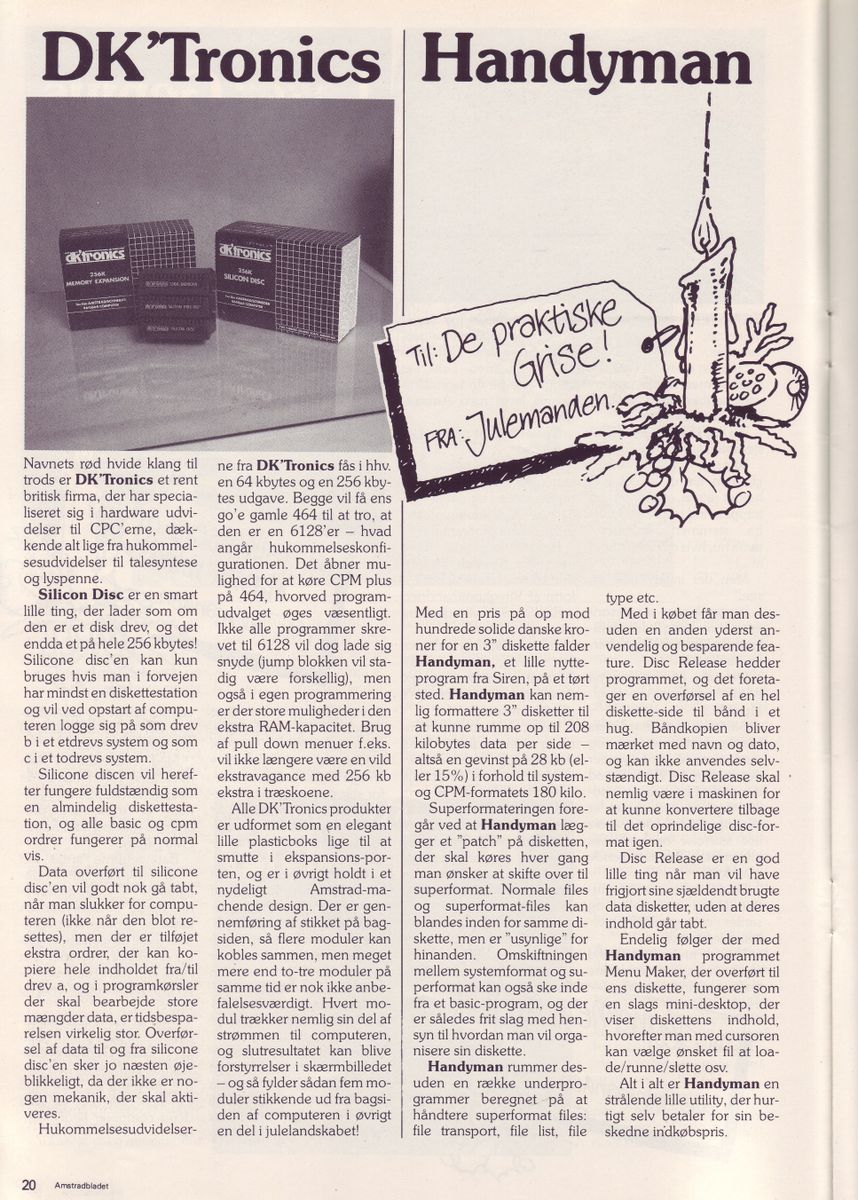 DK'Tronics
dk'tronics
256K
MEMORY EXPANSION
dk'tronics
256K
SILICON DISC
Navnets rød hvide klang til
trods er DK'Tronics et rent
britisk firma, der har specia-
liseret sig i hardware udvi-
delser til CPC'erne, dæk-
kende alt lige fra hukommel-
sesudvidelser til talesyntese
og lyspenne.
Silicon Disc er en smart
lille ting, der lader som om
den er et disk drev, og det
endda et på hele 256 kbytes!
Silicone disc'en kan kun
bruges hvis man i forvejen
har mindst en diskettestation
og vil ved opstart af compu-
teren logge sig på som drev
b i et etdrevs system og som
c i et todrevs system.
Silicone discen vil heref-
ter fungere fuldstændig som
en almindelig diskettesta-
tion, og alle basic og cpm
ordrer fungerer på normal
vis.
Data overført til silicone
disc'en vil godt nok gå tabt,
når man slukker for compu-
teren (ikke når den blot re-
settes), men der er tilføjet
ekstra ordrer, der kan ko-
piere hele indholdet fra/til
drev a, og i programkørsler
der skal bearbejde store
mængder data, er tidsbespa-
relsen virkelig stor. Overfør-
sel af data til og fra silicone
disc'en sker jo næsten øje-
blikkeligt, da der ikke er no-
gen mekanik, der skal akti-
veres.
Hukommelsesudvidelser-
ne fra DK'Tronics fås i hhv.
en 64 kbytes og en 256 kby-
tes udgave. Begge vil få ens
go'e gamle 464 til at tro, at
den er en 6128'er – hvad
angår hukommelseskonfi-
gurationen. Det åbner mu-
lighed for at køre CPM plus
på 464, hvorved program-
udvalget øges væsentligt.
Ikke alle programmer skre-
vet til 6128 vil dog lade sig
snyde (jump blokken vil sta-
dig være forskellig), men
også i egen programmering
er der store muligheder i den
ekstra RAM-kapacitet. Brug
af pull down menuer f.eks.
vil ikke længere være en vild
ekstravagance med 256 kb
ekstra i træskoene.
Alle DK'Tronics produkter
er udformet som en elegant
lille plasticboks lige til at
smutte i ekspansions-por-
ten, og er i øvrigt holdt i et
nydeligt Amstrad-ma-
chende design. Der er gen-
nemføring af stikket på bag-
siden, så flere moduler kan
kobles sammen, men meget
mere end to-tre moduler på
samme tid er nok ikke anbe-
falelsesværdigt. Hvert mo-
dul trækker nemlig sin del af
strømmen til computeren,
og slutresultatet kan blive
forstyrrelser i skærmbilledet
– og så fylder sådan fem mo-
duler stikkende ud fra bagsi-
den af computeren i øvrigt
en del i julelandskabet!
Handyman
Til: De praktiske
Grise!
FRA: Julemanden.
Med en pris på op mod
hundrede solide danske kro-
ner for en 3" diskette falder
Handyman, et lille nytte-
program fra Siren, på et tørt
sted. Handyman kan nem-
lig formattere 3" disketter til
at kunne rumme op til 208
kilobytes data per side –
altså en gevinst på 28 kb (el-
ler 15%) i forhold til system-
og CPM-formatets 180 kilo.
Superformateringen fore-
går ved at Handyman læg-
ger et "patch" på disketten,
der skal køres hver gang
man ønsker at skifte over til
superformat. Normale files
og superformat-files kan
blandes inden for samme di-
skette, men er "usynlige" for
hinanden. Omskiftningen
mellem systemformat og su-
performat kan også ske inde
fra et basic-program, og der
er således frit slag med hen-
syn til hvordan man vil orga-
nisere sin diskette.
Handyman rummer des-
uden en række underpro-
grammer beregnet på at
håndtere superformat files:
file transport, file list, file
type etc.
Med i købet får man des-
uden en anden yderst an-
vendelig og besparende fea-
ture. Disc Release hedder
programmet, og det foreta-
ger en overførsel af en hel
diskette-side til bånd i et
hug. Båndkopien bliver
mærket med navn og dato,
og kan ikke anvendes selv-
stændigt. Disc Release skal
nemlig være i maskinen for
at kunne konvertere tilbage
til det oprindelige disc-for-
mat igen.
Disc Release er en god
lille ting når man vil have
frigjort sine sjældendt brugte
data disketter, uden at deres
indhold går tabt.
Endelig følger der med
Handyman programmet
Menu Maker, der overført til
ens diskette, fungerer som
en slags mini-desktop, der
viser diskettens indhold,
hvorefter man med cursoren
kan vælge ønsket fil at loa-
de/runne/slette osv.
Alt i alt er Handyman en
strålende lille utility, der hur-
tigt selv betaler for sin be-
skedne indkøbspris.
20 Amstradbladet